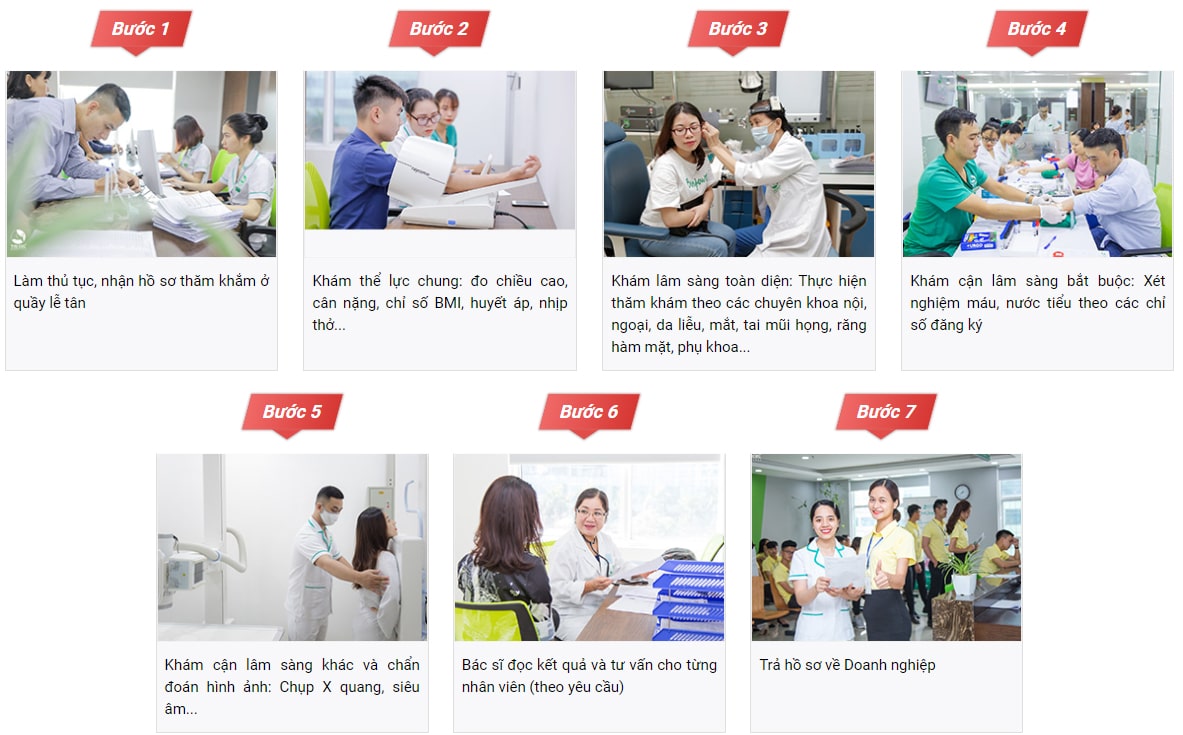 Bước 1
Bước 2
Bước 3
Bước 4
Làm thủ tục, nhận hồ sơ thăm khắm ở
quầy lễ tân
Khám thể lực chung: đo chiều cao,
cân nặng, chỉ số BMI, huyết áp, nhịp
thở...
Khám lâm sàng toàn diện: Thực hiện
thăm khám theo các chuyên khoa nội,
ngoại, da liễu, mắt, tai mũi họng, răng
hàm mặt, phụ khoa...
Khám cận lâm sàng bắt buộc: Xét
nghiệm máu, nước tiểu theo các chỉ
số đăng ký
Bước 5
Bước 6
Bước 7
Khám cận lâm sàng khác và chẩn
đoán hình ảnh: Chụp X quang, siêu
âm...
Bác sĩ đọc kết quả và tư vấn cho từng
nhân viên (theo yêu cầu)
Trả hồ sơ về Doanh nghiệp